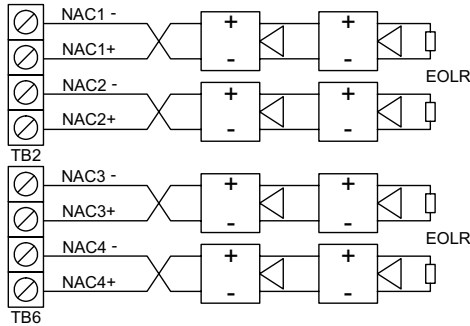 NAC1 -
+ +
NAC1+
- -
EOLR
NAC2 -
+ +
NAC2+
- -
TB2
NAC3 -
+ +
NAC3+
- -
EOLR
NAC4 -
+ +
NAC4+
- -
TB6